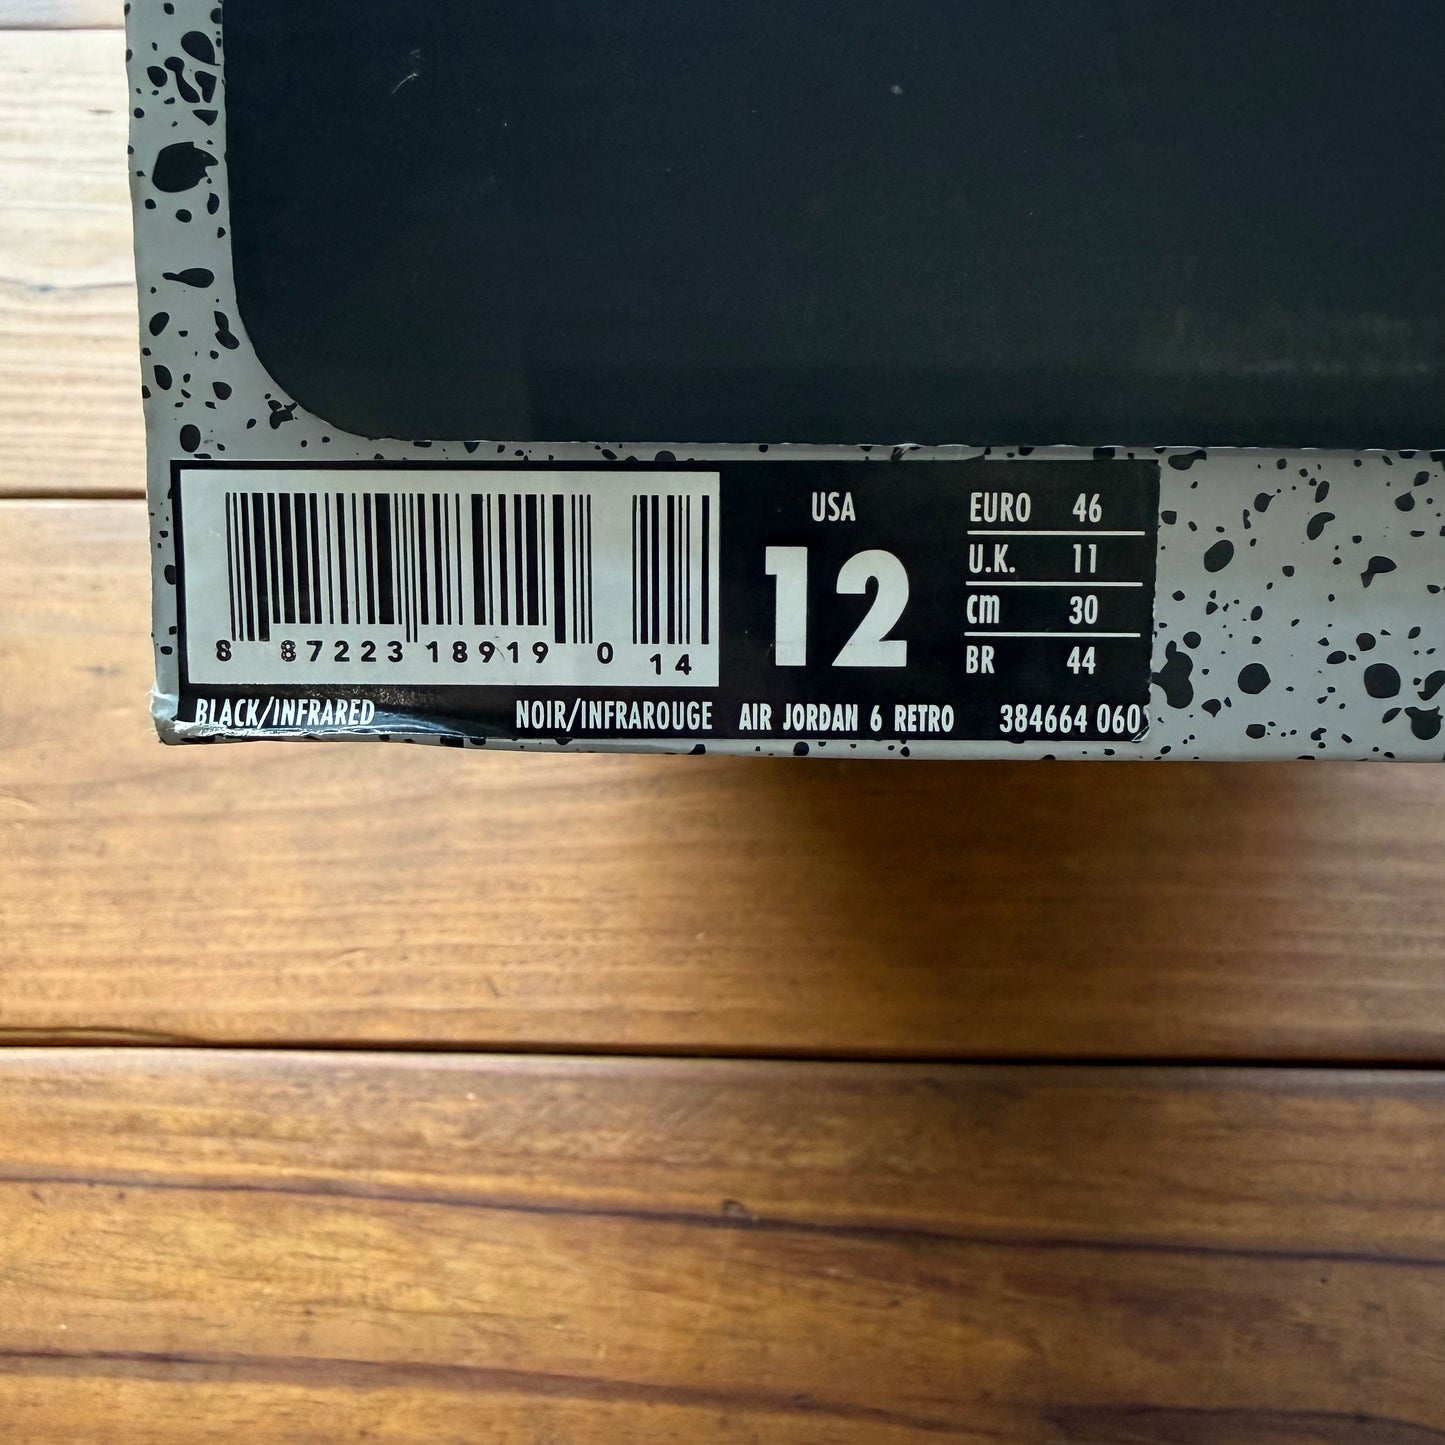 8 87223 18919 0 14
USA
12
EURO 46
U.K. 11
cm 30
BR 44
BLACK/INFRARED NOIR/INFRAROUGE AIR JORDAN 6 RETRO 384664 060